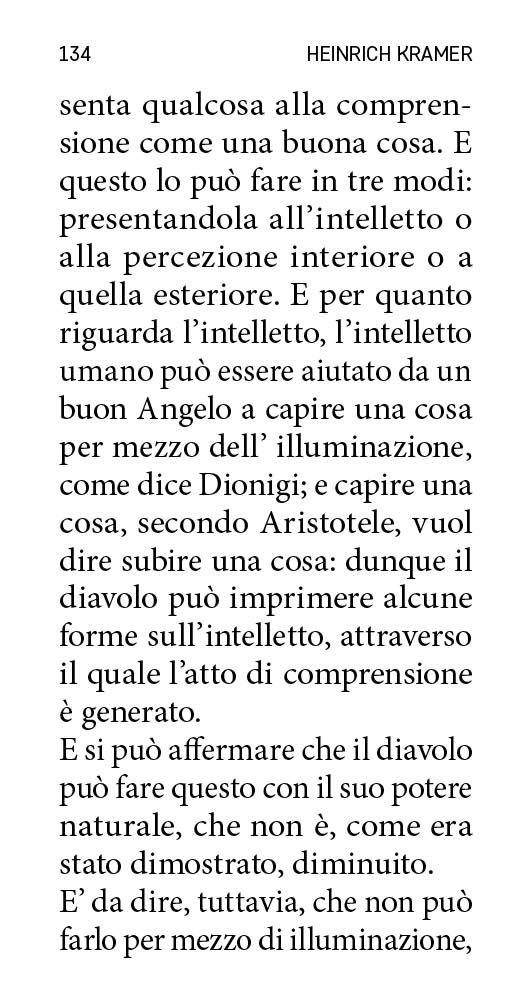 134
HEINRICH KRAMER
senta qualcosa alla compren-
sione come una buona cosa. E
questo lo può fare in tre modi:
presentandola all’intelletto o
alla percezione interiore o a
quella esteriore. E per quanto
riguarda l’intelletto, l’intelletto
umano può essere aiutato da un
buon Angelo a capire una cosa
per mezzo dell’ illuminazione,
come dice Dionigi; e capire una
cosa, secondo Aristotele, vuol
dire subire una cosa: dunque il
diavolo può imprimere alcune
forme sull’intelletto, attraverso
il quale l’atto di comprensione
è generato.
E si può affermare che il diavolo
può fare questo con il suo potere
naturale, che non è, come era
stato dimostrato, diminuito.
E’ da dire, tuttavia, che non può
farlo per mezzo di illuminazione,